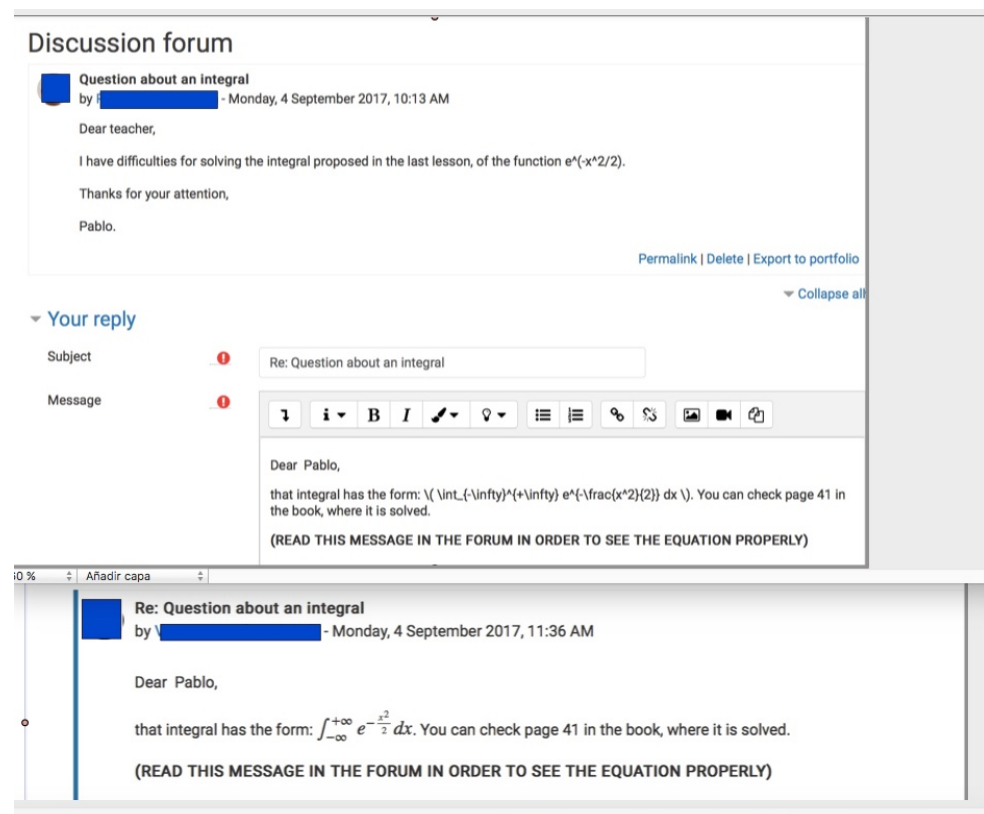 Discussion forum
Question about an integral
by - Monday, 4 September 2017, 10:13 AM
Dear teacher,
I have difficulties for solving the integral proposed in the last lesson, of the function e^(-x^2/2).
Thanks for your attention,
Pablo.
Permalink | Delete | Export to portfolio
Collapse all
Your reply
Subject
Re: Question about an integral
Message
Dear Pablo,
that integral has the form: \( \int_{-\infty}^{+\infty} e^{-\frac{x^2}{2}} dx \). You can check page 41 in
the book, where it is solved.
(READ THIS MESSAGE IN THE FORUM IN ORDER TO SEE THE EQUATION PROPERLY)
Añadir capa
Re: Question about an integral
by - Monday, 4 September 2017, 11:36 AM
Dear Pablo,
that integral has the form: ∫_{-∞}^{+∞} e^{-\frac{x^2}{2}} dx. You can check page 41 in the book, where it is solved.
(READ THIS MESSAGE IN THE FORUM IN ORDER TO SEE THE EQUATION PROPERLY)